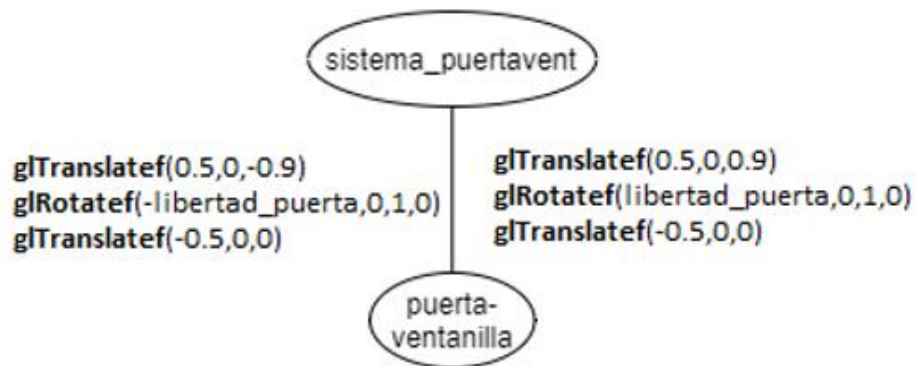 sistema_puertavent
glTranslatef(0.5,0,-0.9)
glRotatef(-libertad_puerta,0,1,0)
glTranslatef(-0.5,0,0)
glTranslatef(0.5,0,0.9)
glRotatef(libertad_puerta,0,1,0)
glTranslatef(-0.5,0,0)
puerta-
ventanilla